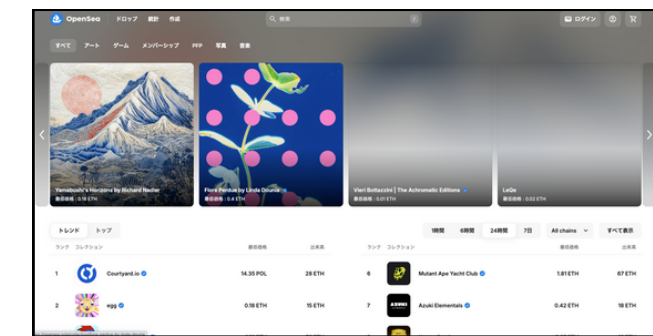 OpenSea ドロップ 統計 作成 検索 / ログイン
すべて アート ゲーム メンバーシップ PFP 写真 音楽
Yamabushi's Horizons by Richard Nadler
最低価格：0.19 ETH
Fiore Perdue by Linda Dounia
最低価格：0.4 ETH
Vieri Bottazzini | The Achromatic Editions
最低価格：0.01 ETH
LeQe
最低価格：0.02 ETH
トレンド トップ 1時間 6時間 24時間 7日 All chains すべて表示
ランク コレクション 最低価格 出来高 ランク コレクション 最低価格 出来高
1 Courtyard.io 14.35 POL 28 ETH 6 Mutant Ape Yacht Club 1.81 ETH 67 ETH
2 egg 0.18 ETH 15 ETH 7 AZUKI Azuki Elementals 0.42 ETH 18 ETH